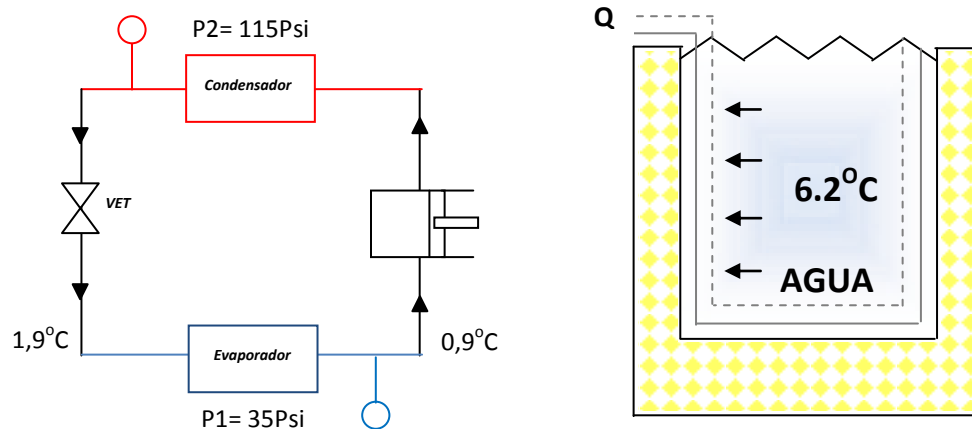 P2= 115Psi
Condensador
VET
1,9°C
Evaporador
0,9°C
P1= 35Psi
Q
6.2°C
AGUA